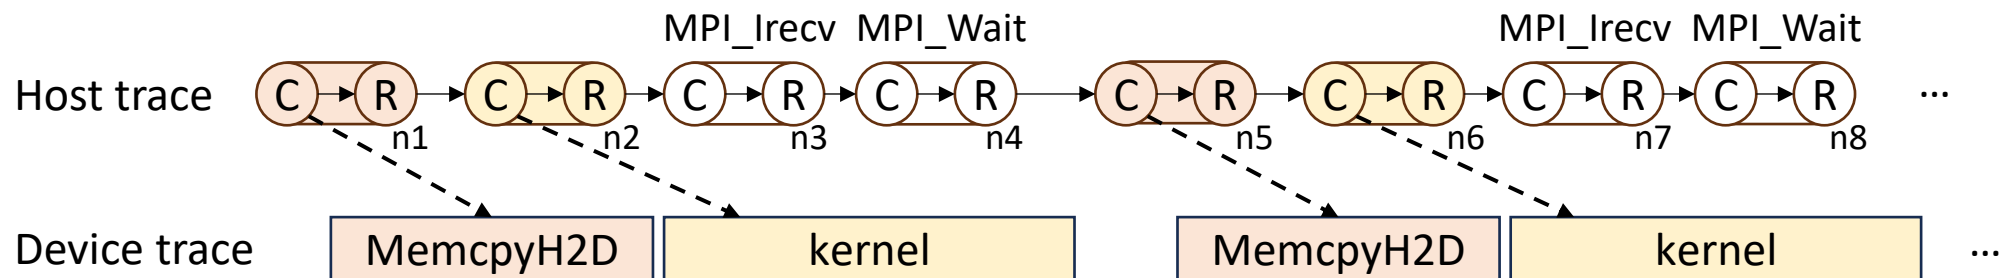 MPI_Irecv MPI_Wait MPI_Irecv MPI_Wait
Host trace C R C R C R C R C R C R C R C R ...
n1 n2 n3 n4 n5 n6 n7 n8
Device trace MemcpyH2D kernel MemcpyH2D kernel ...